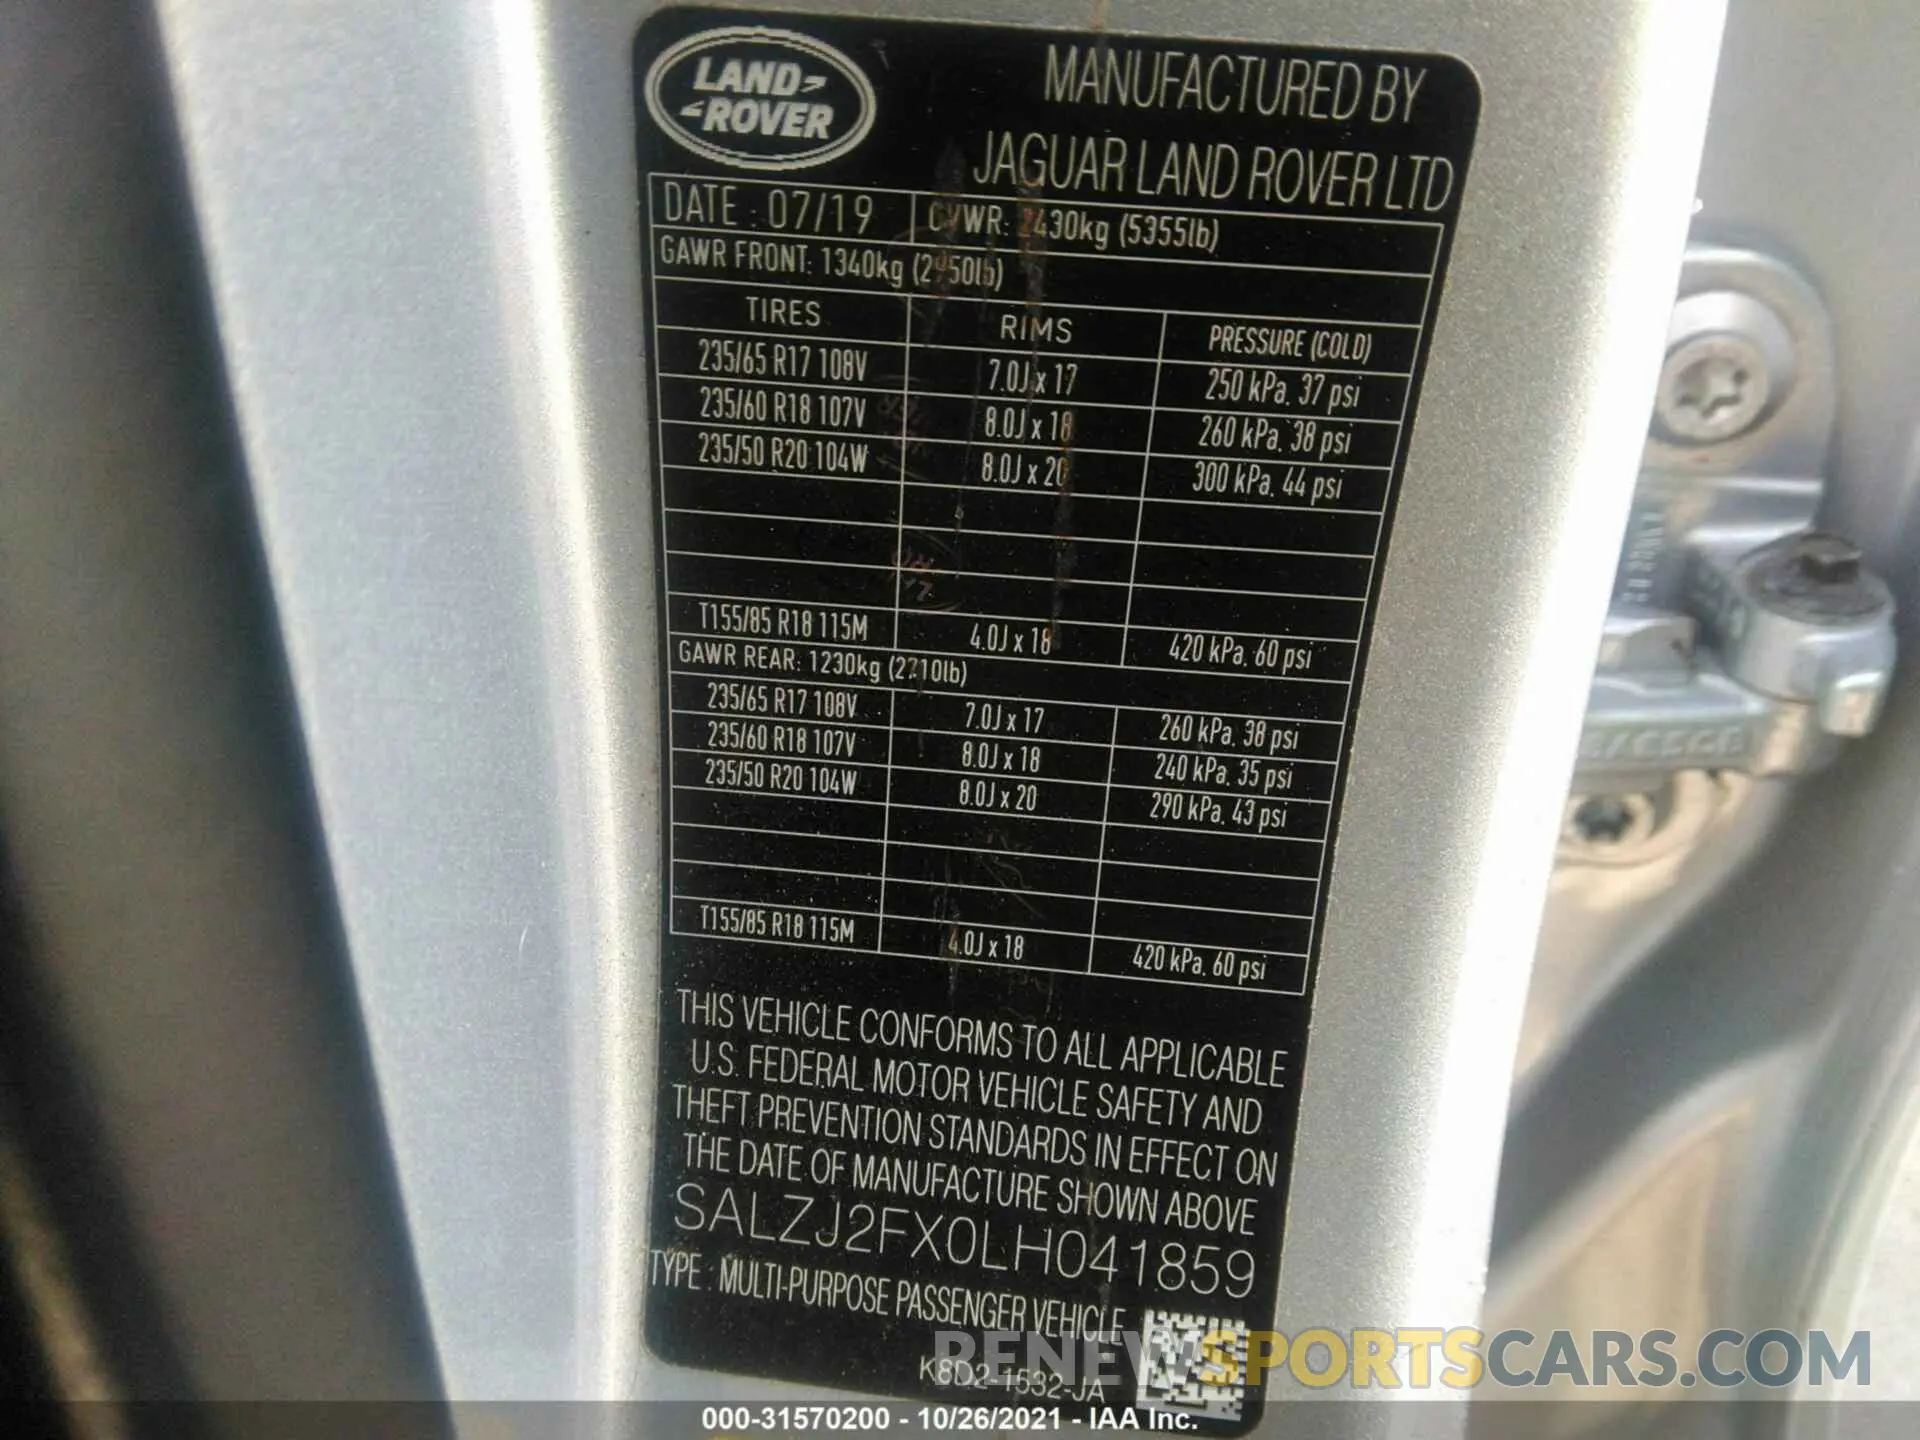 LAND
ROVER
MANUFACTURED BY
JAGUAR LAND ROVER LTD
DATE : 07/19 GVWR: 2430kg (5355lb)
GAWR FRONT: 1340kg (2950lb)
TIRES RIMS PRESSURE (COLD)
235/65 R17 108V 7.0J x 17 250 kPa, 37 psi
235/60 R18 107V 8.0J x 18 260 kPa, 38 psi
235/50 R20 104W 8.0J x 20 300 kPa, 44 psi
T155/85 R18 115M 4.0J x 18 420 kPa, 60 psi
GAWR REAR: 1230kg (2710lb)
235/65 R17 108V 7.0J x 17 260 kPa, 38 psi
235/60 R18 107V 8.0J x 18 240 kPa, 35 psi
235/50 R20 104W 8.0J x 20 290 kPa, 43 psi
T155/85 R18 115M 4.0J x 18 420 kPa, 60 psi
THIS VEHICLE CONFORMS TO ALL APPLICABLE
U.S. FEDERAL MOTOR VEHICLE SAFETY AND
THEFT PREVENTION STANDARDS IN EFFECT ON
THE DATE OF MANUFACTURE SHOWN ABOVE
SALZJ2FX0LH041859
TYPE : MULTI-PURPOSE PASSENGER VEHICLE
K8D2-1532-JA
RENEWSPORTSCARS.COM
000-31570200 - 10/26/2021 - IAA Inc.